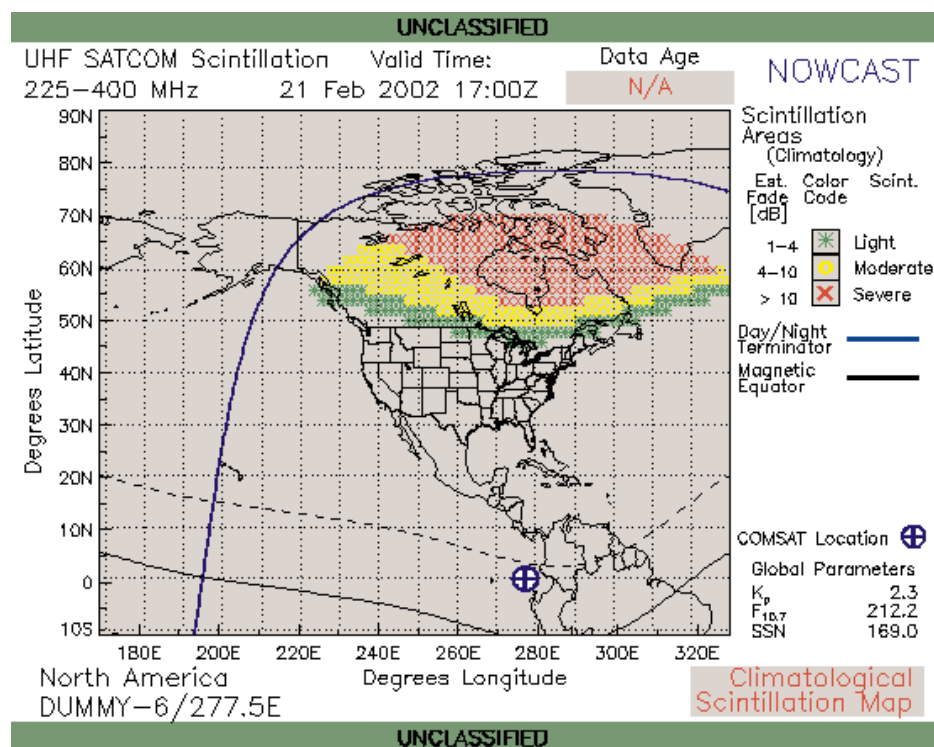 UNCLASSIFIED
UHF SATCOM Scintillation
Valid Time:
Data Age
225-400 MHz
21 Feb 2002 17:00Z
N/A
NOWCAST
90N
80N
70N
60N
50N
40N
30N
20N
10N
0
10S
Degrees Latitude
180E 200E 220E 240E 260E 280E 300E 320E
Degrees Longitude
Scintillation
Areas
(Climatology)
Est. Color Scint.
Fade Code
[dB]
1-4 Light
4-10 Moderate
> 10 Severe
Day/Night
Terminator
Magnetic
Equator
COMSAT Location
Global Parameters
Kp 2.3
F10.7 212.2
SSN 169.0
North America
DUMMY-6/277.5E
Climatological
Scintillation Map
UNCLASSIFIED